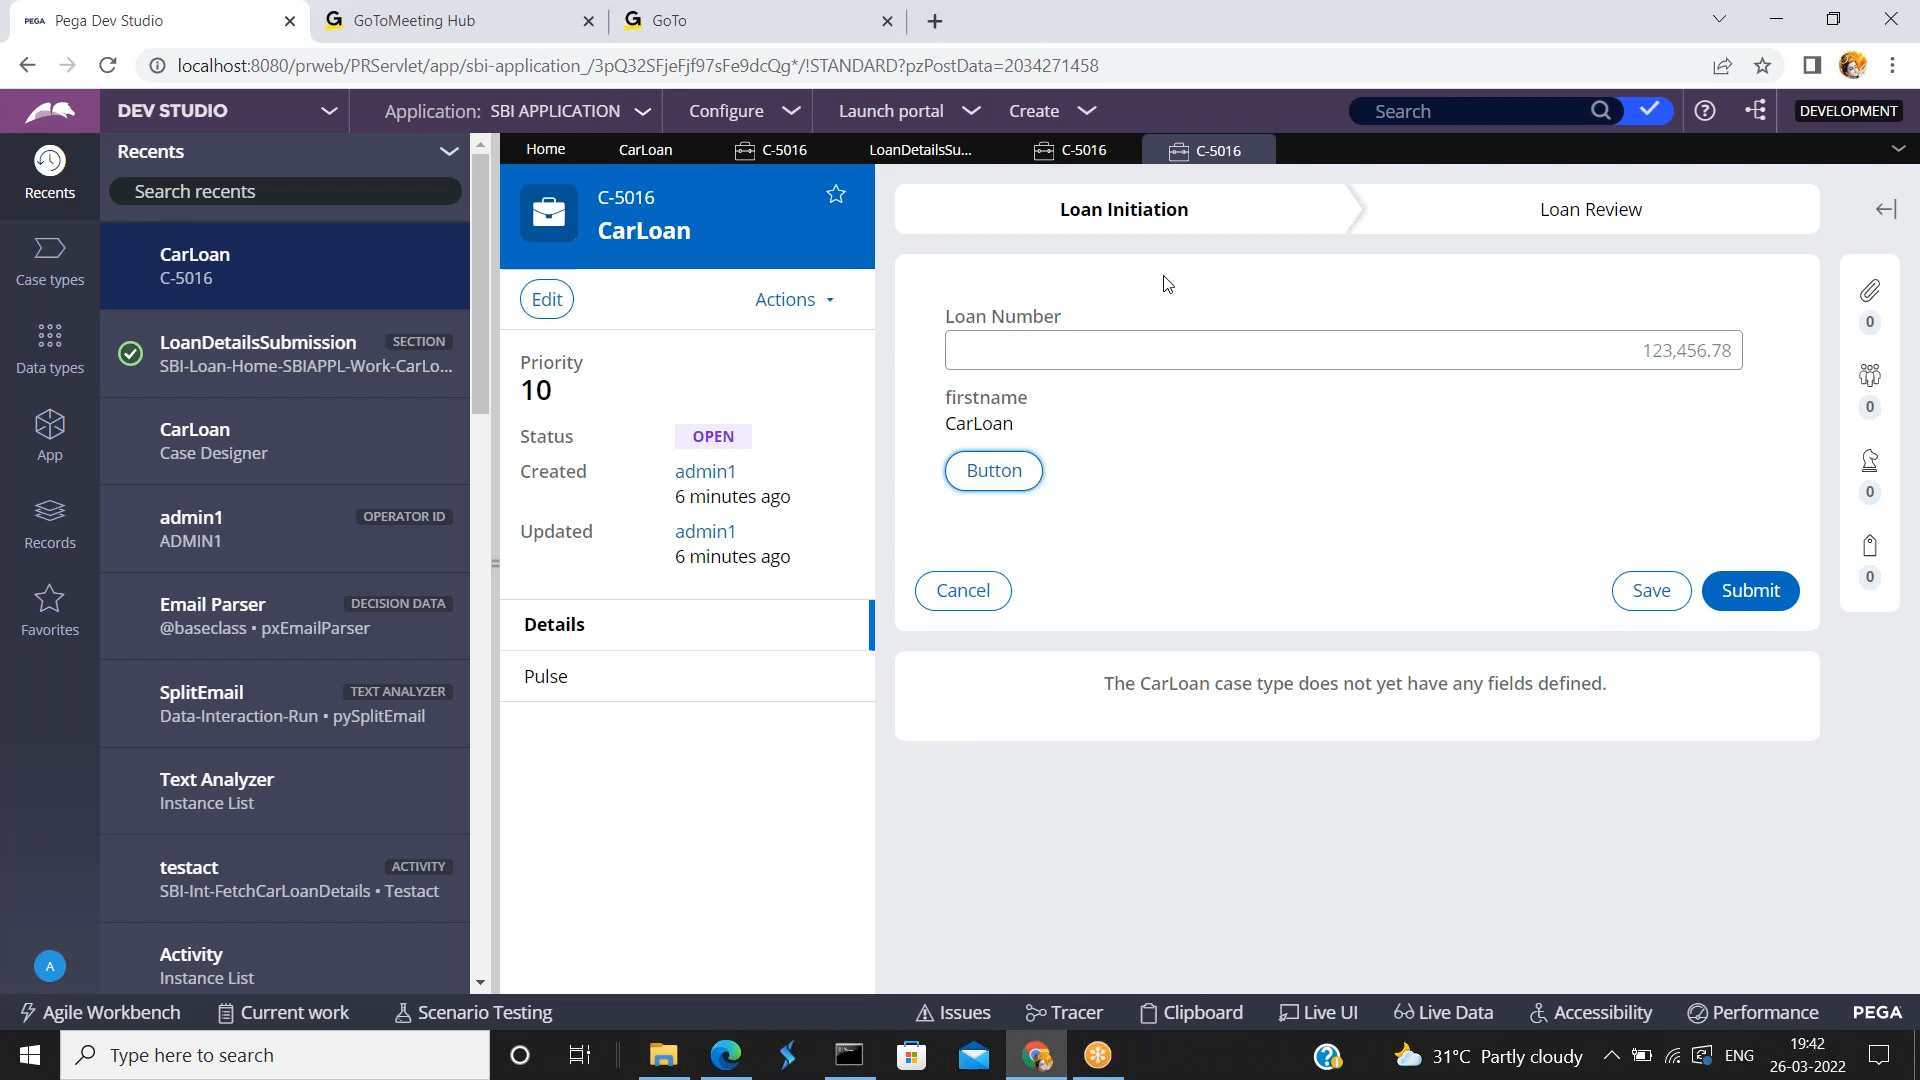 PEGA Pega Dev Studio
GoToMeeting Hub
GoTo
localhost:8080/prweb/PRServlet/app/sbi-application_/3pQ32SFjeFjf97sFe9dcQg*/!STANDARD?pzPostData=2034271458
DEV STUDIO
Application: SBI APPLICATION
Configure
Launch portal
Create
Search
DEVELOPMENT
Recents
Case types
Data types
App
Records
Favorites
A
Recents
Search recents
CarLoan
C-5016
LoanDetailsSubmission SECTION
SBI-Loan-Home-SBIAPPL-Work-CarLo...
CarLoan
Case Designer
admin1 OPERATOR ID
ADMIN1
Email Parser DECISION DATA
@baseclass • pxEmailParser
SplitEmail TEXT ANALYZER
Data-Interaction-Run • pySplitEmail
Text Analyzer
Instance List
testact ACTIVITY
SBI-Int-FetchCarLoanDetails • Testact
Activity
Instance List
Home
CarLoan
C-5016
LoanDetailsSu...
C-5016
C-5016
C-5016
CarLoan
Edit
Actions
Priority
10
Status OPEN
Created admin1
6 minutes ago
Updated admin1
6 minutes ago
Details
Pulse
Loan Initiation
Loan Review
Loan Number
123,456.78
firstname
CarLoan
Button
Cancel
Save
Submit
The CarLoan case type does not yet have any fields defined.
0
0
0
0
Agile Workbench
Current work
Scenario Testing
Issues
Tracer
Clipboard
Live UI
Live Data
Accessibility
Performance
PEGA
Type here to search
31°C Partly cloudy
ENG
19:42
26-03-2022